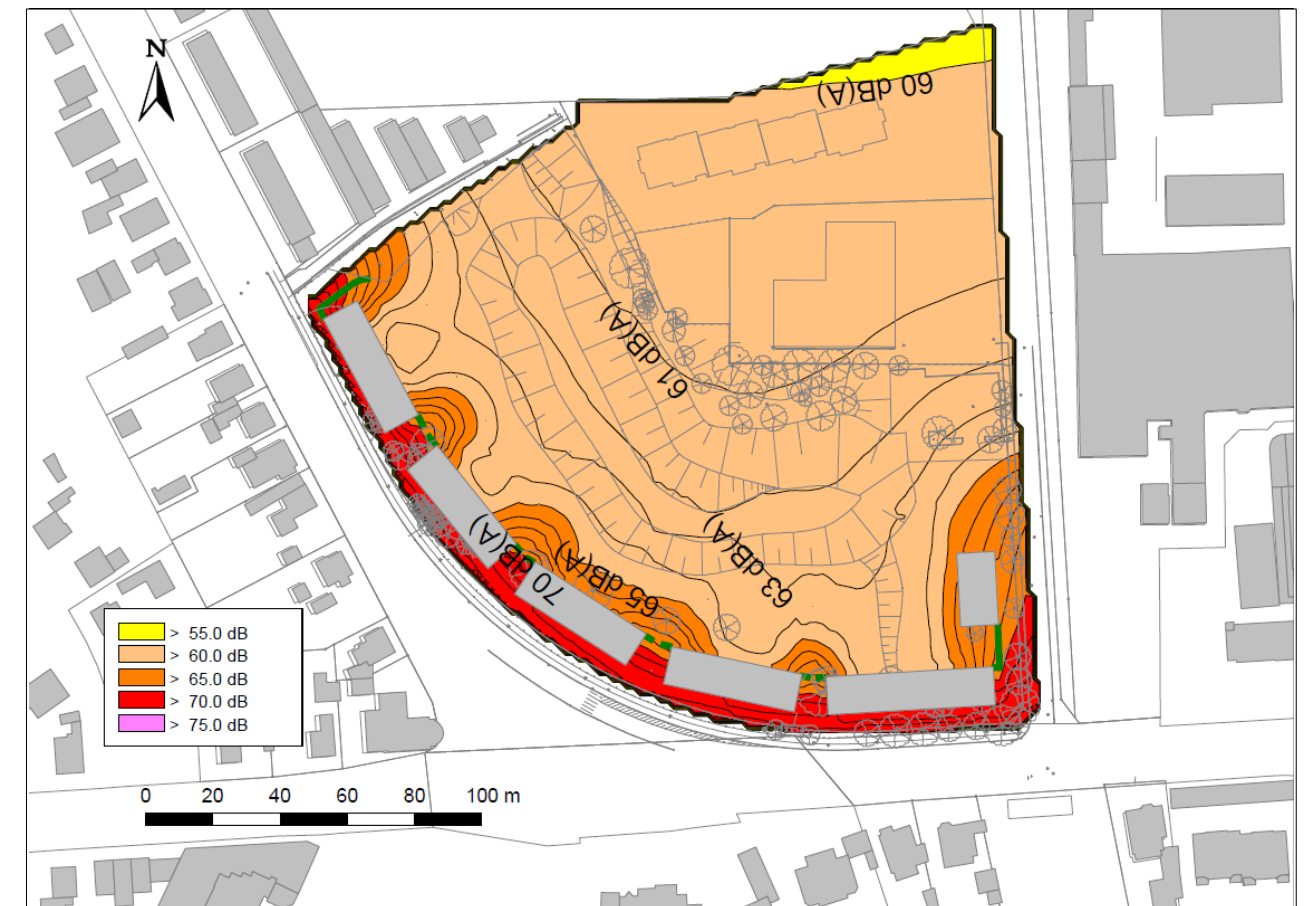 N
60 dB(A)
61 dB(A)
63 dB(A)
65 dB(A)
70 dB(A)
> 55.0 dB
> 60.0 dB
> 65.0 dB
> 70.0 dB
> 75.0 dB
0 20 40 60 80 100 m